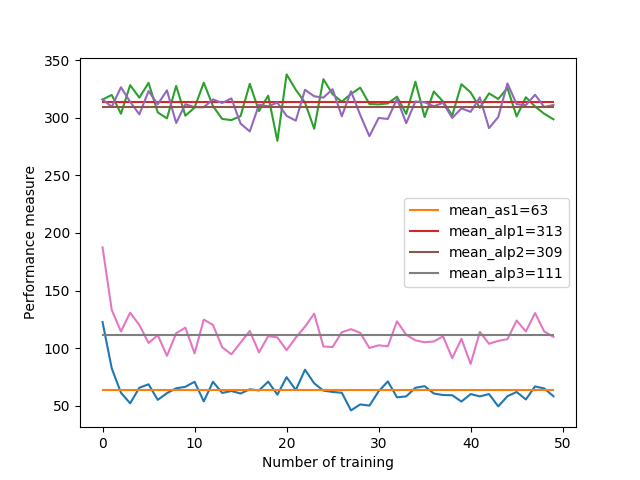 350
300
250
200
150
100
50
Performance measure
mean_as1=63
mean_alp1=313
mean_alp2=309
mean_alp3=111
0
10
20
30
40
50
Number of training